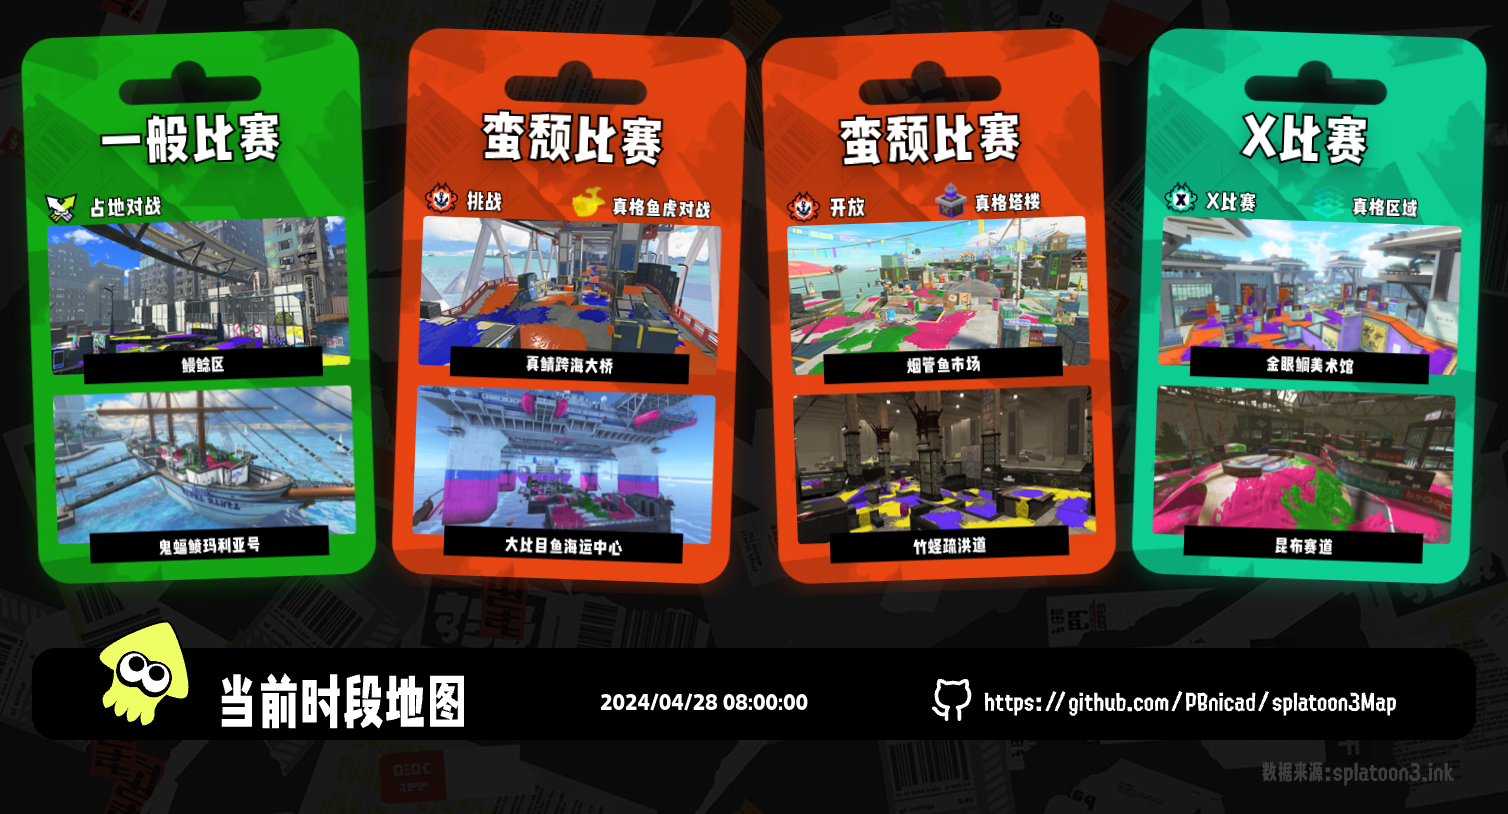 一般比赛
占地对战
鳗鲶区
鬼蝠鲼玛利亚号
蛮颓比赛
挑战
真格鱼虎对战
真鲭跨海大桥
大比目鱼海运中心
蛮颓比赛
开放
真格塔楼
烟管鱼市场
竹蛏疏洪道
X比赛
X比赛
真格区域
金眼鲷美术馆
昆布赛道
当前时段地图
2024/04/28 08:00:00
https://github.com/PBnicad/splatoon3Map
数据来源:splatoon3.ink